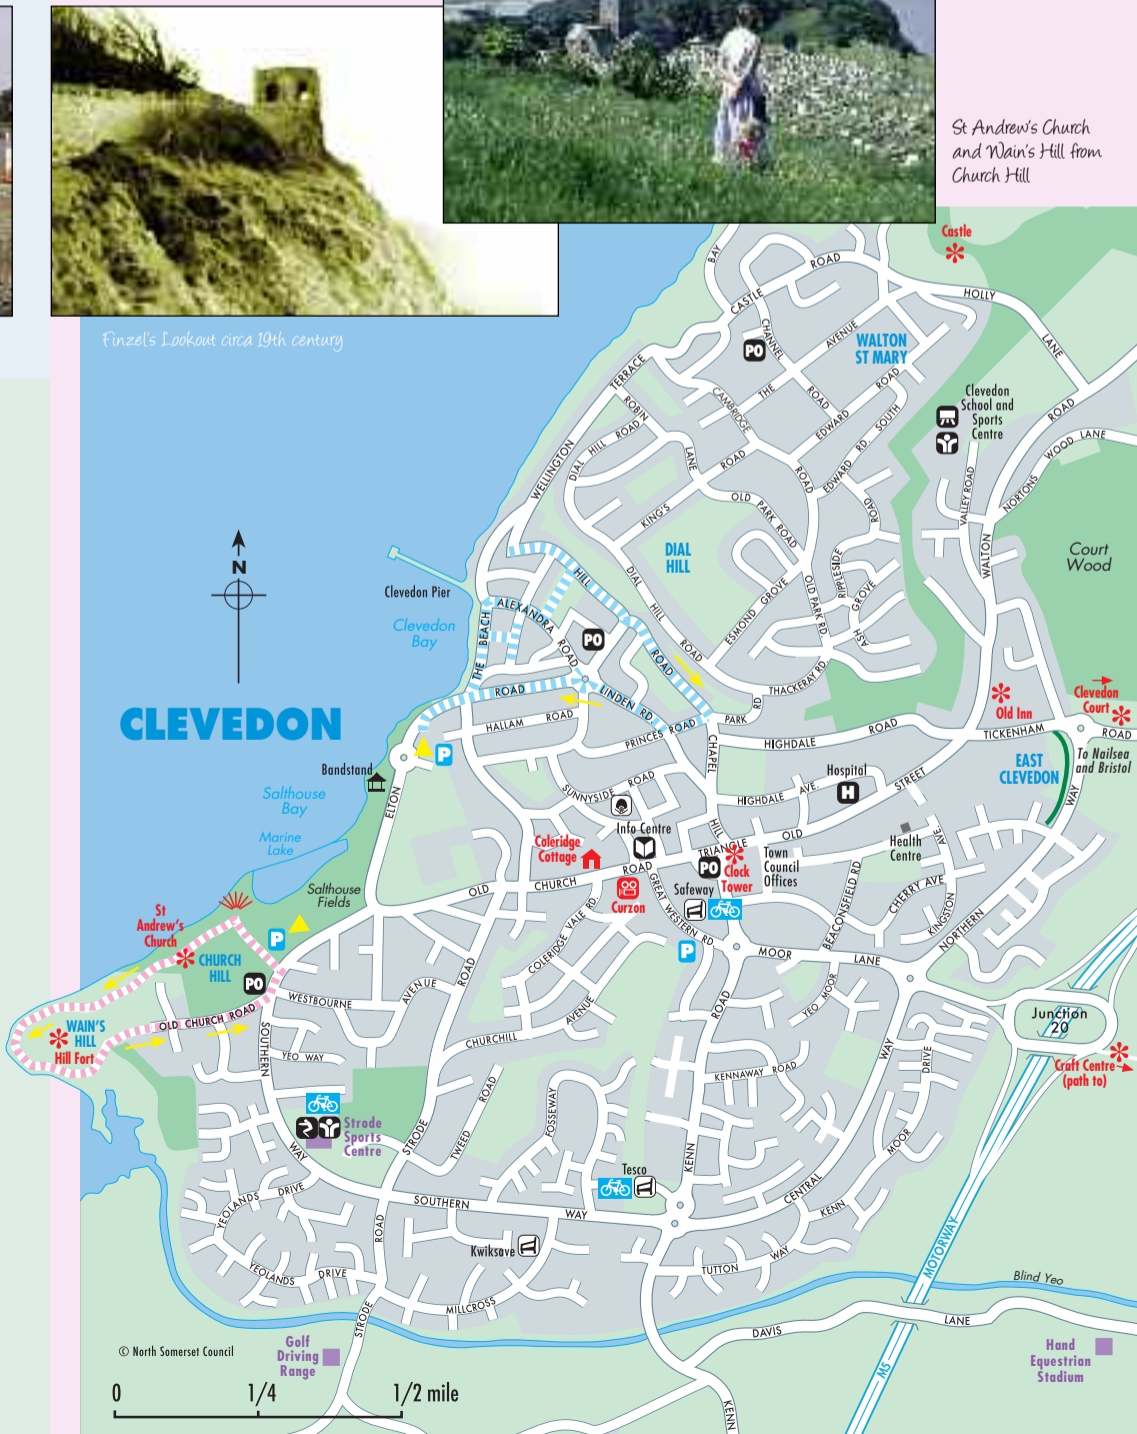 St Andrew's Church
and Wain's Hill from
Church Hill
Finzel's Lookout circa 19th century
Castle
BAY
ROAD
CASTLE
HOLLY
LANE
CHANNEL
ROAD
PO
AVENUE
THE
WALTON
ST MARY
ROAD
EDWARD
EDWARD RD. SOUTH
Clevedon
School and
Sports
Centre
ROAD
WOOD LANE
NORTONS
VALLEY ROAD
WALTON
TERRACE
WELLINGTON
ROBIN
LANE
DIAL HILL ROAD
CAMBRIDGE
ROAD
KING'S
ROAD
OLD PARK ROAD
ROAD
RIPPLESIDE
Court
Wood
N
DIAL
HILL
DIAL
HILL
ROAD
ESMOND GROVE
OLD PARK RD.
ASH
GROVE
Clevedon Pier
Clevedon
Bay
HILL
ROAD
ALEXANDRA
ROAD
THE BEACH
PO
THACKERAY RD.
CLEVEDON
ROAD
LINDEN RD
HALLAM ROAD
PRINCES ROAD
PARK
RD
CHAPEL
HILL
HIGHDALE
ROAD
Old Inn
Clevedon
Court
TICKENHAM
ROAD
To Nailsea
and Bristol
EAST
CLEVEDON
WAY
P
Bandstand
Salthouse
Bay
Marine
Lake
ELTON
SUNNYSIDE ROAD
HIGHDALE AVE.
Hospital
H
STREET
Info Centre
Coleridge
Cottage
TRIANGLE
OLD
Clock
Tower
PO
Town
Council
Offices
Health
Centre
AVE
CHERRY AVE
KINGSTON
NORTHERN
BEACONSFIELD RD
Salthouse
Fields
OLD
CHURCH
ROAD
Curzon
Safeway
GREAT WESTERN RD
COLERIDGE VALE RD.
P
MOOR
LANE
St
Andrew's
Church
CHURCH
HILL
P
PO
WAIN'S
HILL
Hill Fort
OLD CHURCH ROAD
WESTBOURNE
AVENUE
ROAD
AVENUE
CHURCHILL
ROAD
YEO MOOR
Junction
20
Craft Centre
(path to)
SOUTHERN
YEO WAY
WAY
KENNAWAY ROAD
WAY
DRIVE
Strode
Sports
Centre
STRODE
TWEED
ROAD
FOSSEWAY
KENN
MOOR
KENN
CENTRAL
Tesco
YEOLANDS DRIVE
SOUTHERN
WAY
Kwiksave
ROAD
YEOLANDS DRIVE
MILLCROSS
TUTTON
WAY
MOTORWAY
Blind Yeo
STRODE
DAVIS
LANE
© North Somerset Council
Golf
Driving
Range
Hand
Equestrian
Stadium
M5
KENN
0 1/4 1/2 mile